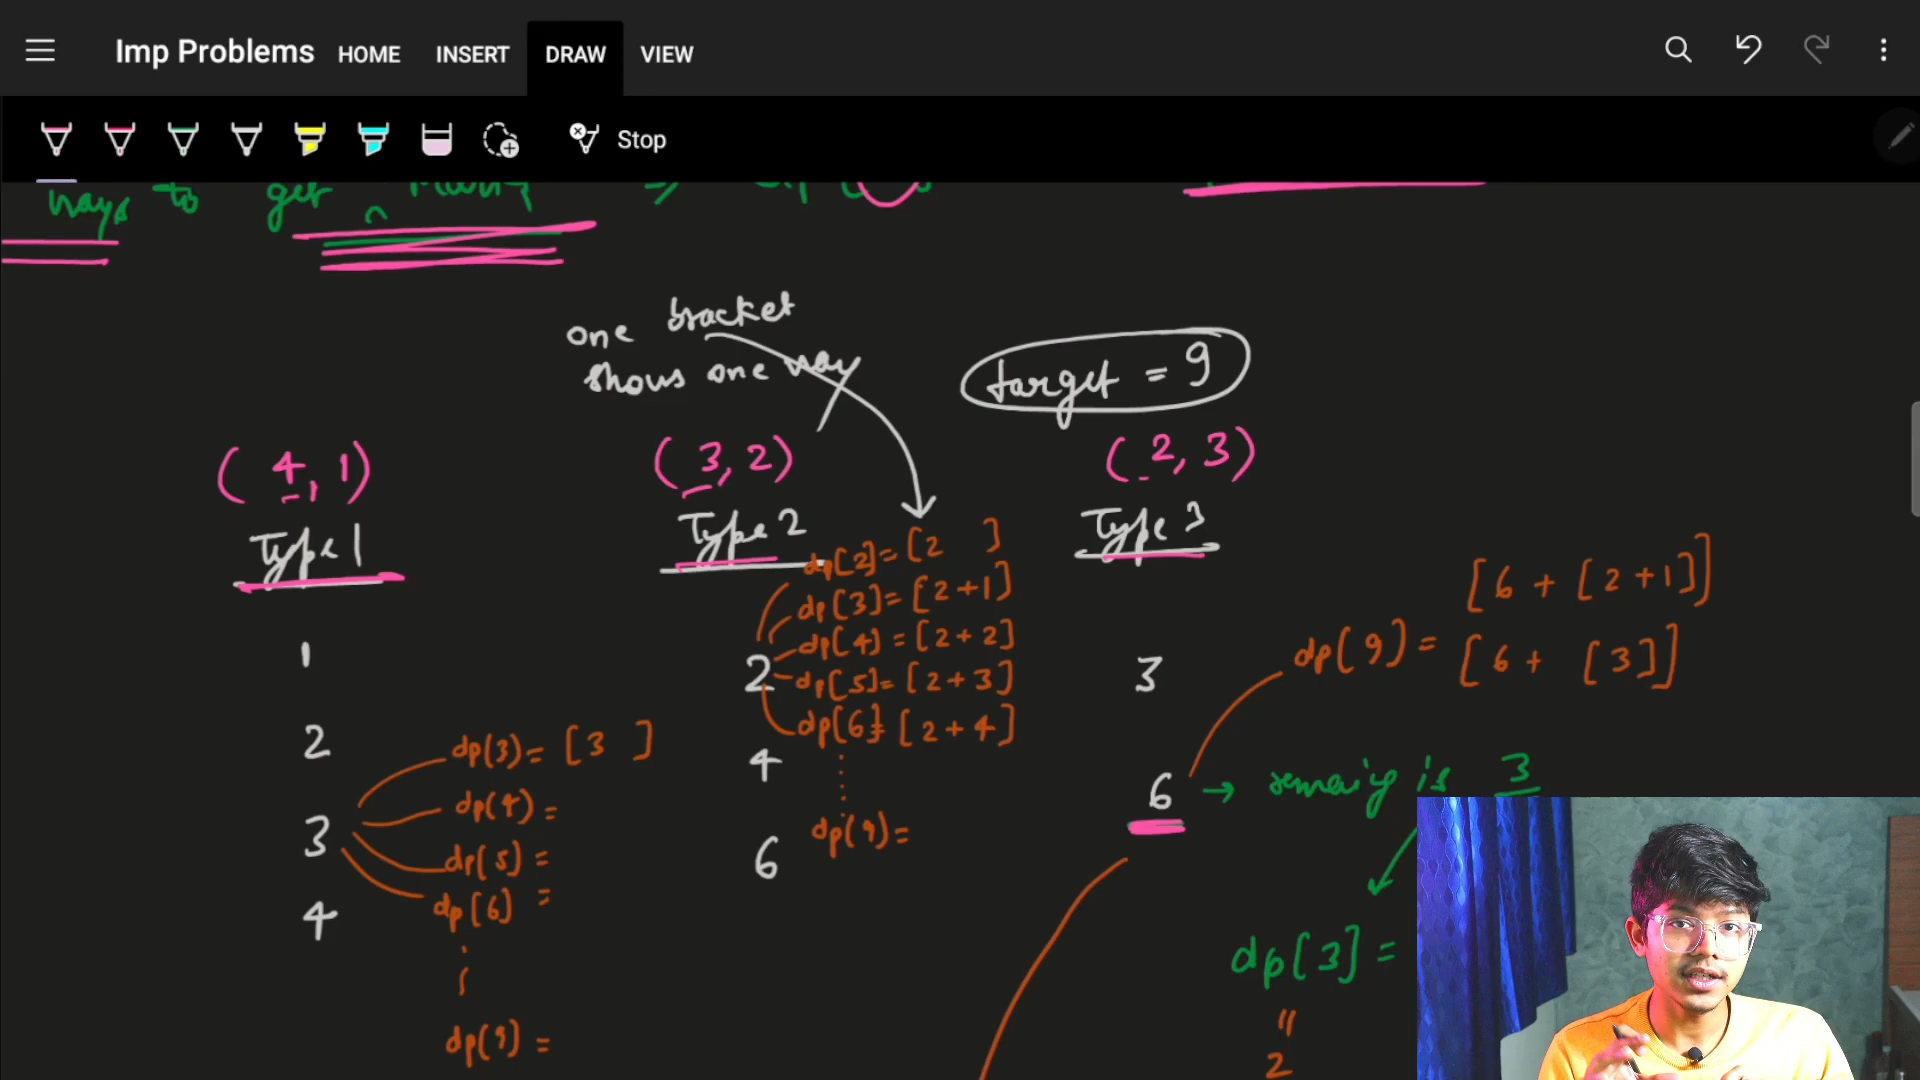 Imp Problems HOME INSERT DRAW VIEW
Stop
ways to get
one bracket
shows one way
target = 9
(4,1) (3,2) (2,3)
Type 1 Type 2 Type 3
dp[2]= [2 ]
dp[3]= [2+1]
dp[4] = [2+2]
dp[5]= [2+3]
dp[6]= [2+4]
dp(9)=
[6 + [2+1]]
dp(9) = [6 + [3]]
1
2
3
4
dp(3)= [3 ]
dp(4) =
dp(5) =
dp[6] =
dp(9) =
2
4
6
3
6 → is 3
dp[3] =
"
2